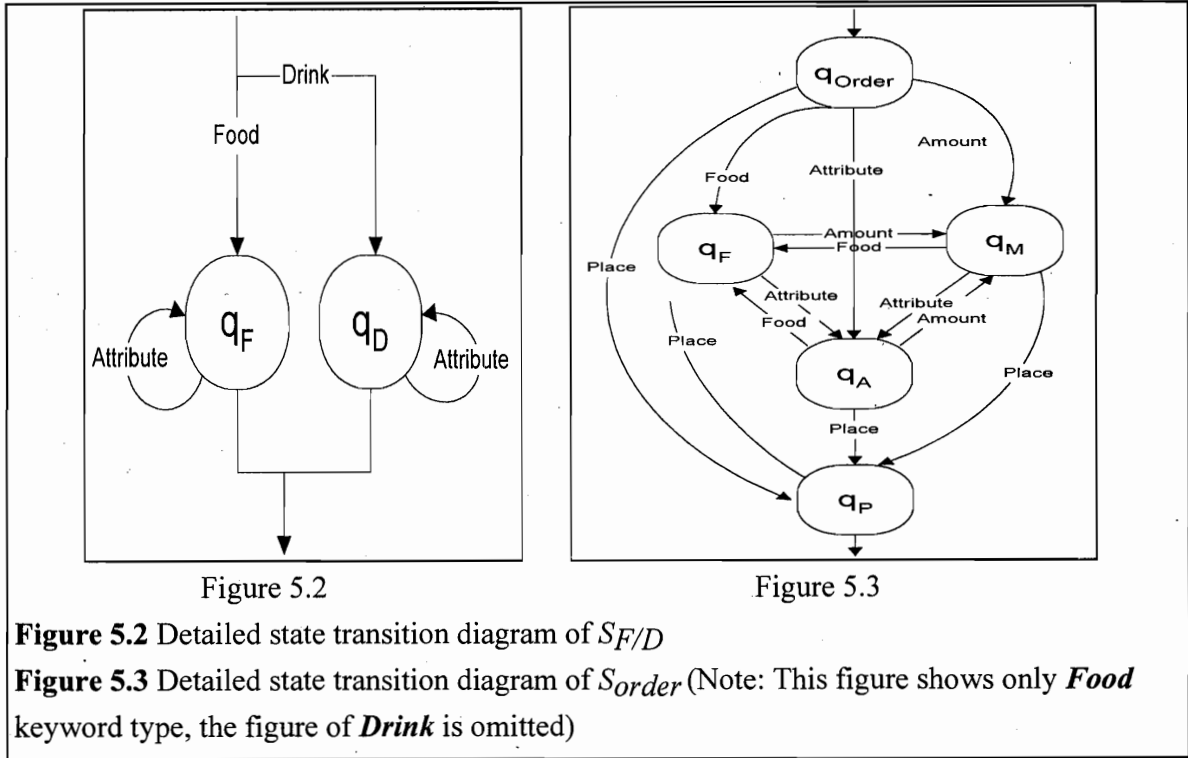 Drink
Food
q_F
q_D
Attribute
Attribute
Figure 5.2
q_Order
Amount
Attribute
Food
Amount
Food
q_F
q_M
Place
Attribute
Attribute
Amount
Food
Place
Place
q_A
Place
q_P
Figure 5.3
Figure 5.2 Detailed state transition diagram of S_F/D
Figure 5.3 Detailed state transition diagram of S_order (Note: This figure shows only Food
keyword type, the figure of Drink is omitted)